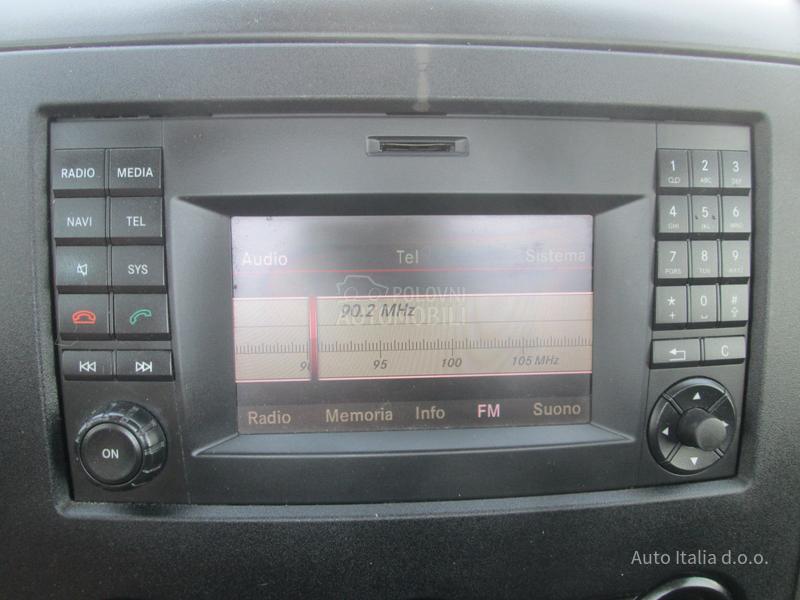 RADIO MEDIA
NAVI TEL
SYS
ON
Audio Tel Sistema
90.2 MHz
POLOVNI
AUTOMOBILI
95 100 105 MHz
Radio Memoria Info FM Suono
1 2 3
ABC DEF
4 5 6
GHI JKL MNO
7 8 9
PQRS TUV WXYZ
* 0 #
+
C
Auto Italia d.o.o.